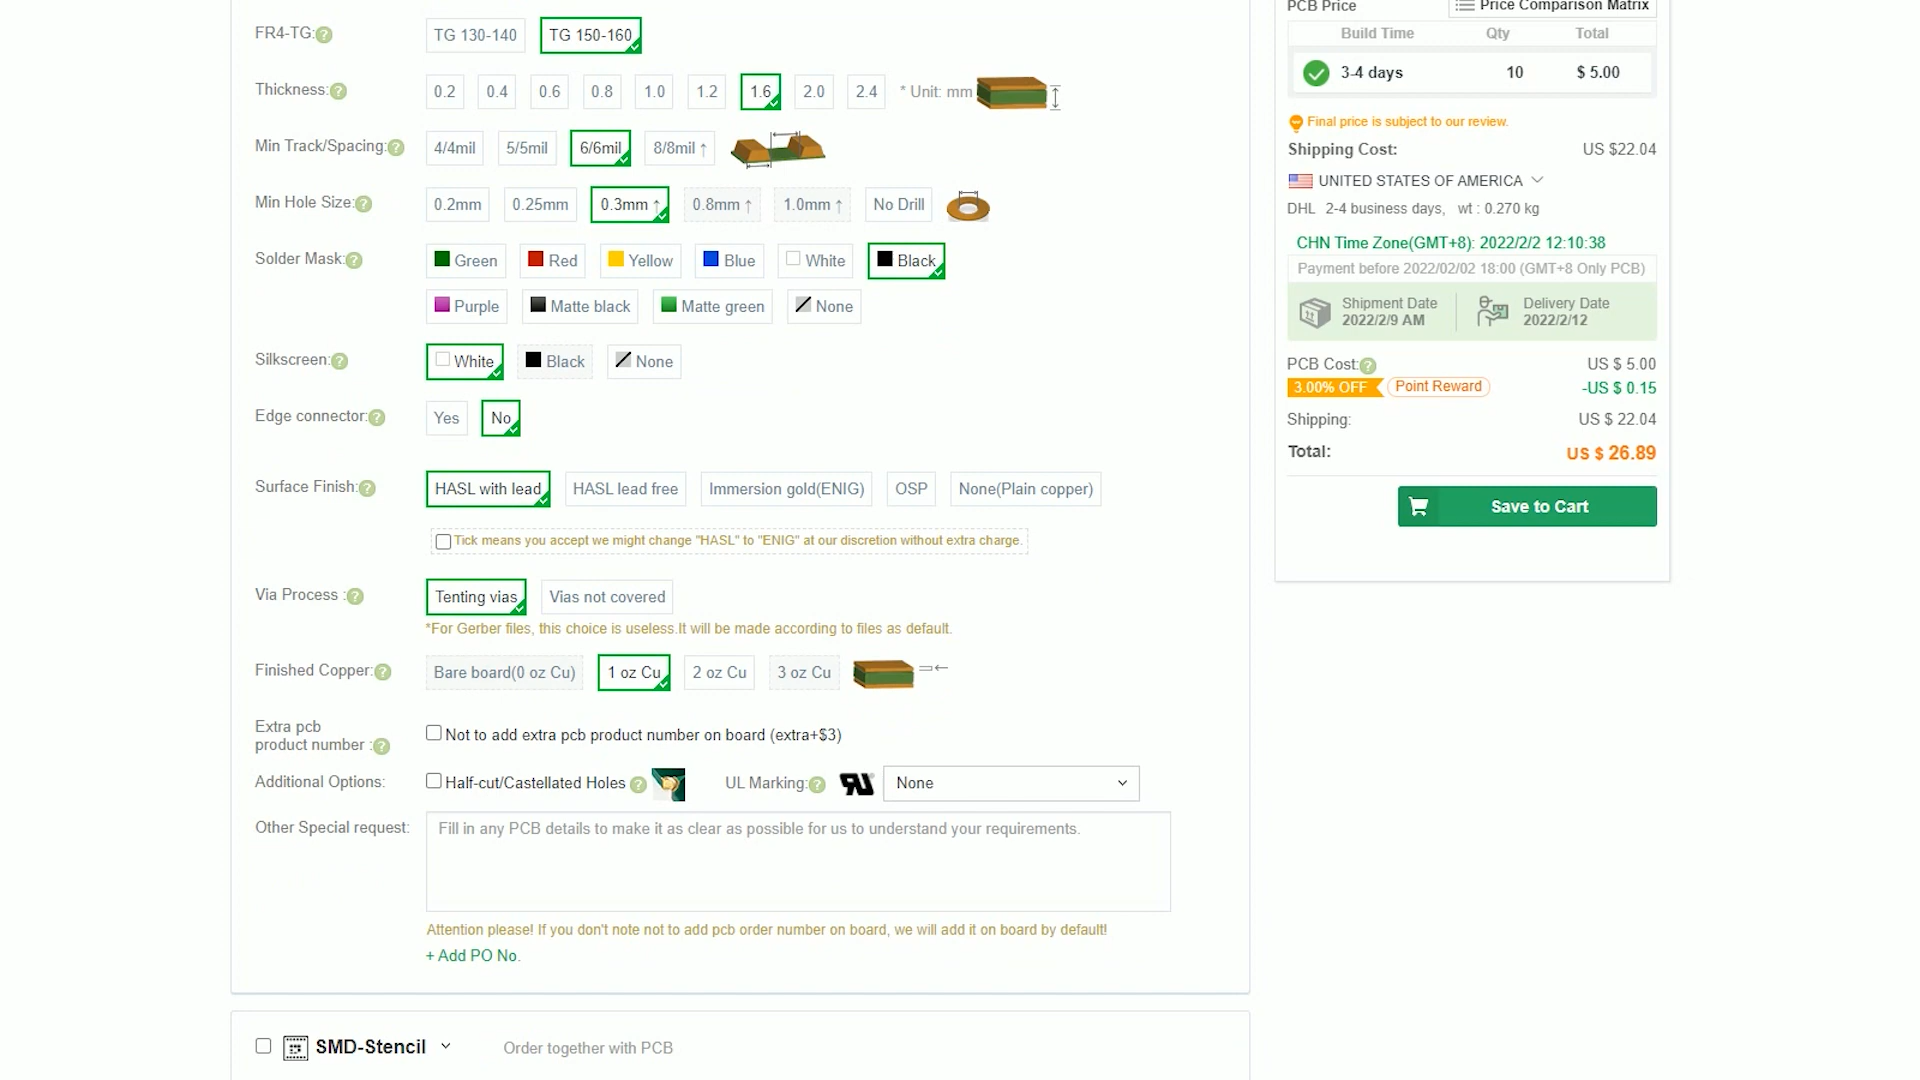 FR4-TG:
TG 130-140 TG 150-160
Thickness:
0.2 0.4 0.6 0.8 1.0 1.2 1.6 2.0 2.4 * Unit: mm
Min Track/Spacing:
4/4mil 5/5mil 6/6mil 8/8mil ↑
Min Hole Size:
0.2mm 0.25mm 0.3mm ↑ 0.8mm ↑ 1.0mm ↑ No Drill
Solder Mask:
Green Red Yellow Blue White Black
Purple Matte black Matte green None
Silkscreen:
White Black None
Edge connector:
Yes No
Surface Finish:
HASL with lead HASL lead free Immersion gold(ENIG) OSP None(Plain copper)
Tick means you accept we might change "HASL" to "ENIG" at our discretion without extra charge.
Via Process :
Tenting vias Vias not covered
*For Gerber files, this choice is useless.It will be made according to files as default.
Finished Copper:
Bare board(0 oz Cu) 1 oz Cu 2 oz Cu 3 oz Cu
Extra pcb
product number :
Not to add extra pcb product number on board (extra+$3)
Additional Options:
Half-cut/Castellated Holes UL Marking: None
Other Special request:
Fill in any PCB details to make it as clear as possible for us to understand your requirements.
Attention please! If you don't note not to add pcb order number on board, we will add it on board by default!
+ Add PO No.
SMD-Stencil Order together with PCB
PCB Price Price Comparison Matrix
Build Time Qty Total
3-4 days 10 $ 5.00
Final price is subject to our review.
Shipping Cost: US $22.04
UNITED STATES OF AMERICA
DHL 2-4 business days, wt : 0.270 kg
CHN Time Zone(GMT+8): 2022/2/2 12:10:38
Payment before 2022/02/02 18:00 (GMT+8 Only PCB)
Shipment Date Delivery Date
2022/2/9 AM 2022/2/12
PCB Cost: US $ 5.00
3.00% OFF Point Reward -US $ 0.15
Shipping: US $ 22.04
Total: US $ 26.89
Save to Cart